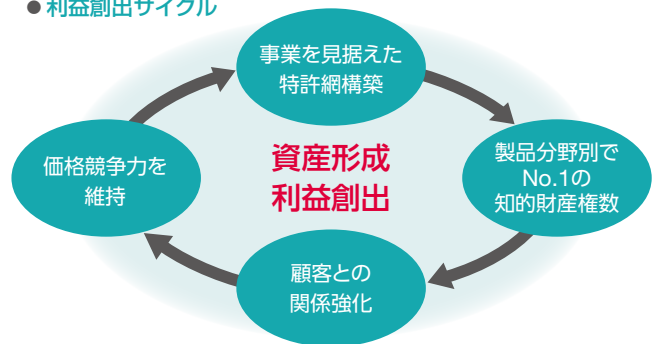 ● 利益創出サイクル
事業を見据えた
特許網構築
製品分野別で
No.1の
知的財産権数
顧客との
関係強化
価格競争力を
維持
資産形成
利益創出